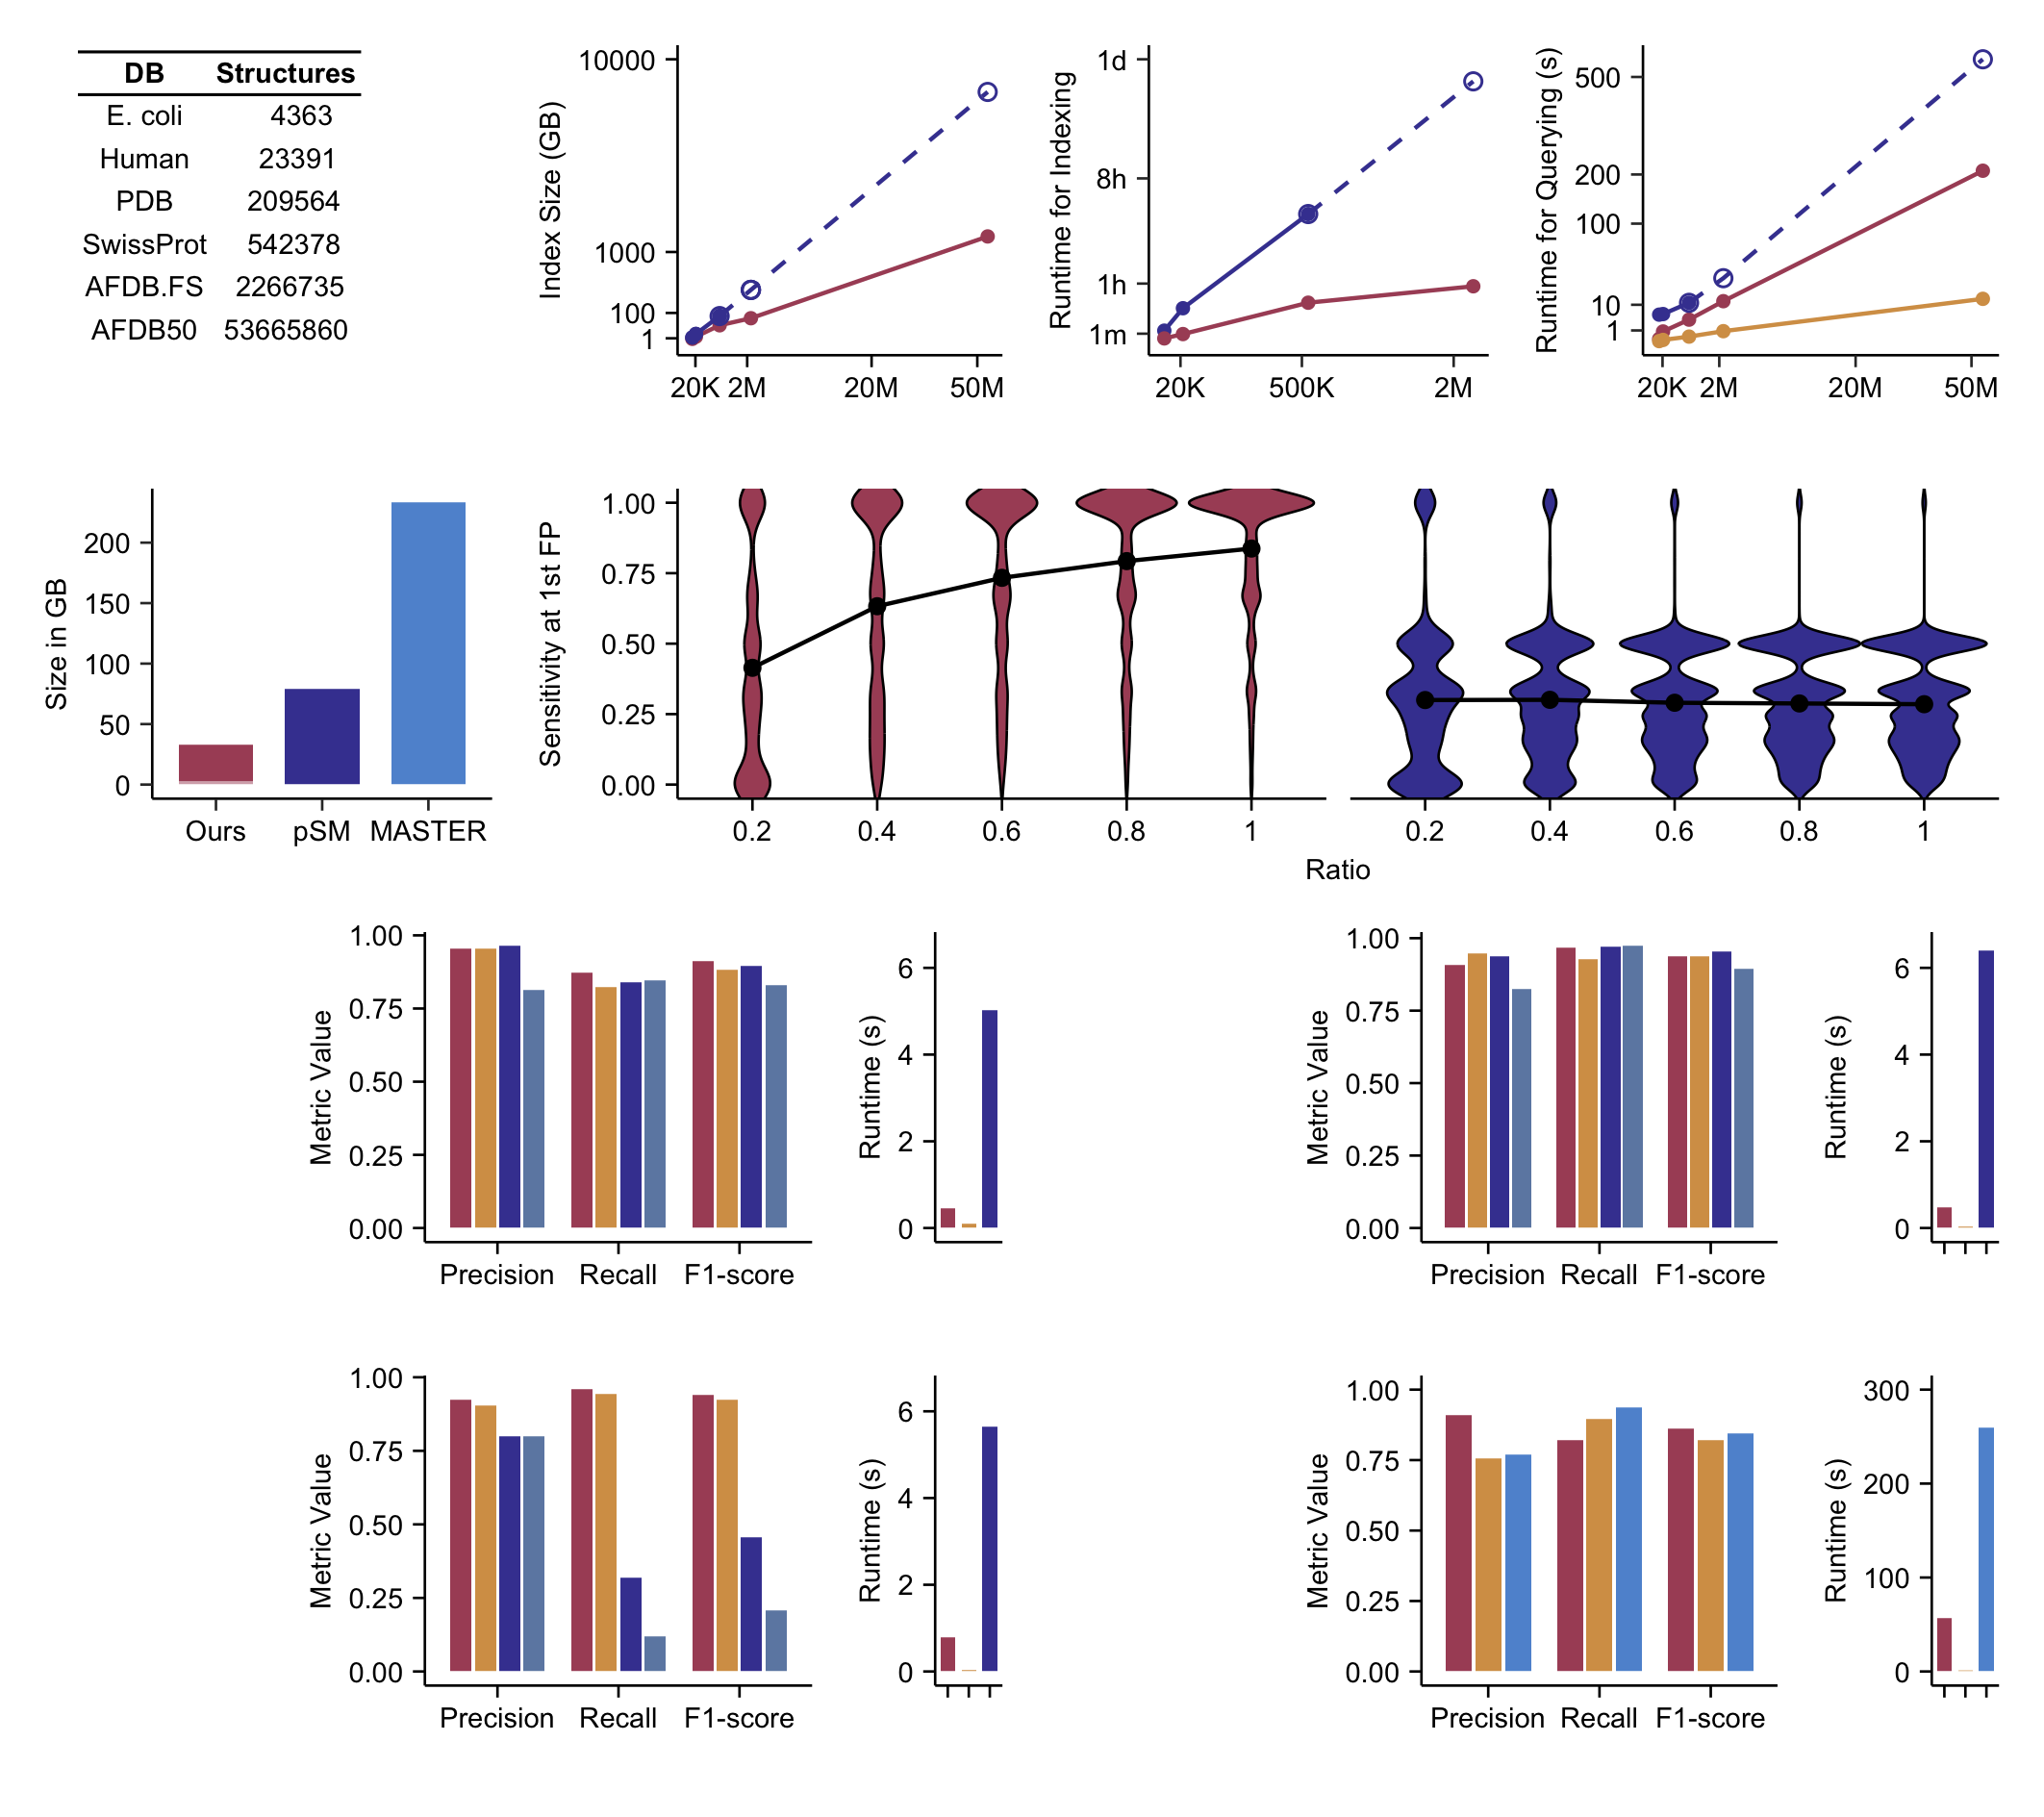 DB Structures
E. coli 4363
Human 23391
PDB 209564
SwissProt 542378
AFDB.FS 2266735
AFDB50 53665860
Index Size (GB)
10000
1000
100
1
20K 2M 20M 50M
Runtime for Indexing
1d
8h
1h
1m
20K 500K 2M
Runtime for Querying (s)
500
200
100
10
1
20K 2M 20M 50M
Size in GB
200
150
100
50
0
Ours pSM MASTER
Sensitivity at 1st FP
1.00
0.75
0.50
0.25
0.00
0.2 0.4 0.6 0.8 1
0.2 0.4 0.6 0.8 1
Ratio
Metric Value
1.00
0.75
0.50
0.25
0.00
Precision Recall F1-score
Runtime (s)
6
4
2
0
Metric Value
1.00
0.75
0.50
0.25
0.00
Precision Recall F1-score
Runtime (s)
6
4
2
0
Metric Value
1.00
0.75
0.50
0.25
0.00
Precision Recall F1-score
Runtime (s)
6
4
2
0
Metric Value
1.00
0.75
0.50
0.25
0.00
Precision Recall F1-score
Runtime (s)
300
200
100
0